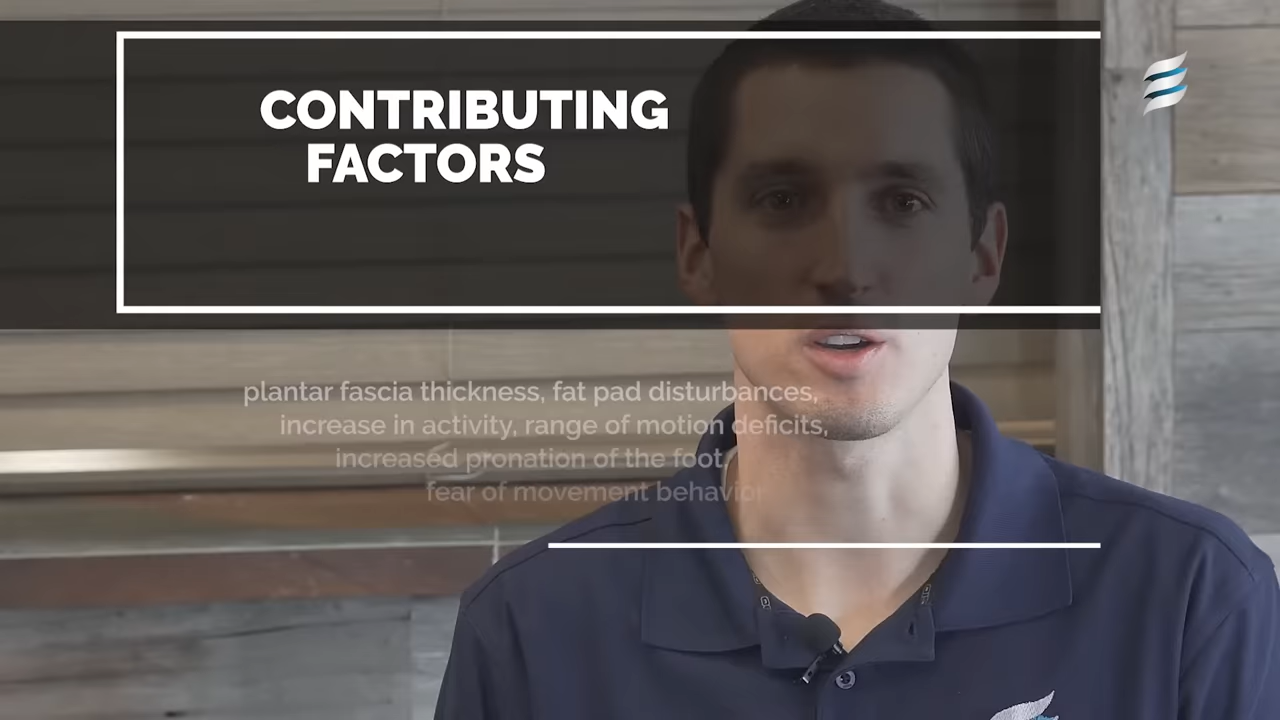 CONTRIBUTING
FACTORS
plantar fascia thickness, fat pad disturbances,
increase in activity, range of motion deficits,
increased pronation of the foot,
fear of movement behavior